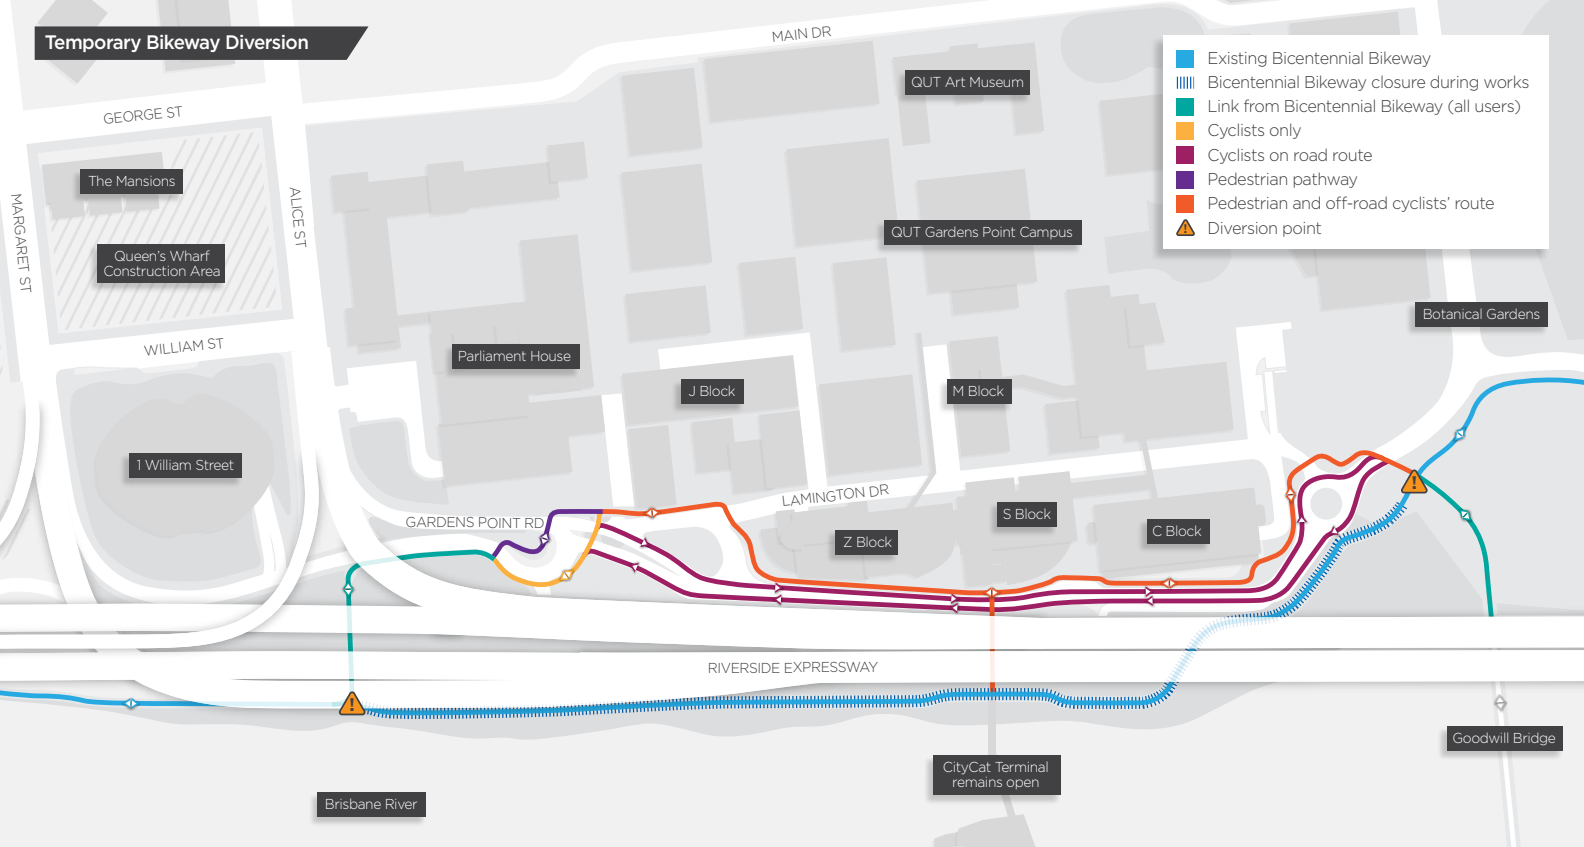 Temporary Bikeway Diversion
MAIN DR
QUT Art Museum
Existing Bicentennial Bikeway
Bicentennial Bikeway closure during works
Link from Bicentennial Bikeway (all users)
Cyclists only
Cyclists on road route
Pedestrian pathway
Pedestrian and off-road cyclists' route
Diversion point
GEORGE ST
The Mansions
MARGARET ST
ALICE ST
Queen's Wharf
Construction Area
QUT Gardens Point Campus
Botanical Gardens
WILLIAM ST
Parliament House
J Block
M Block
1 William Street
LAMINGTON DR
GARDENS POINT RD
S Block
Z Block
C Block
RIVERSIDE EXPRESSWAY
Goodwill Bridge
CityCat Terminal
remains open
Brisbane River